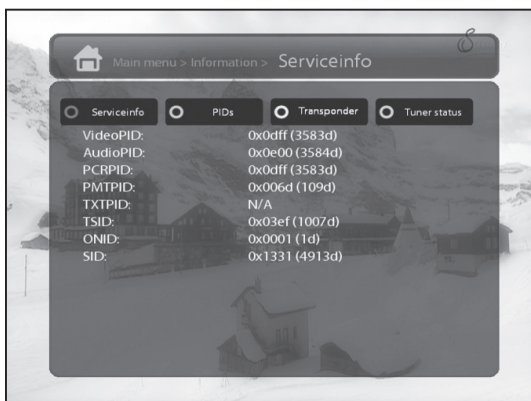 Main menu > Information > Serviceinfo
Serviceinfo PIDs Transponder Tuner status
VideoPID: 0x0dff (3583d)
AudioPID: 0x0e00 (3584d)
PCRPID: 0x0dff (3583d)
PMTPID: 0x006d (109d)
TXTPID: N/A
TSID: 0x03ef (1007d)
ONID: 0x0001 (1d)
SID: 0x1331 (4913d)